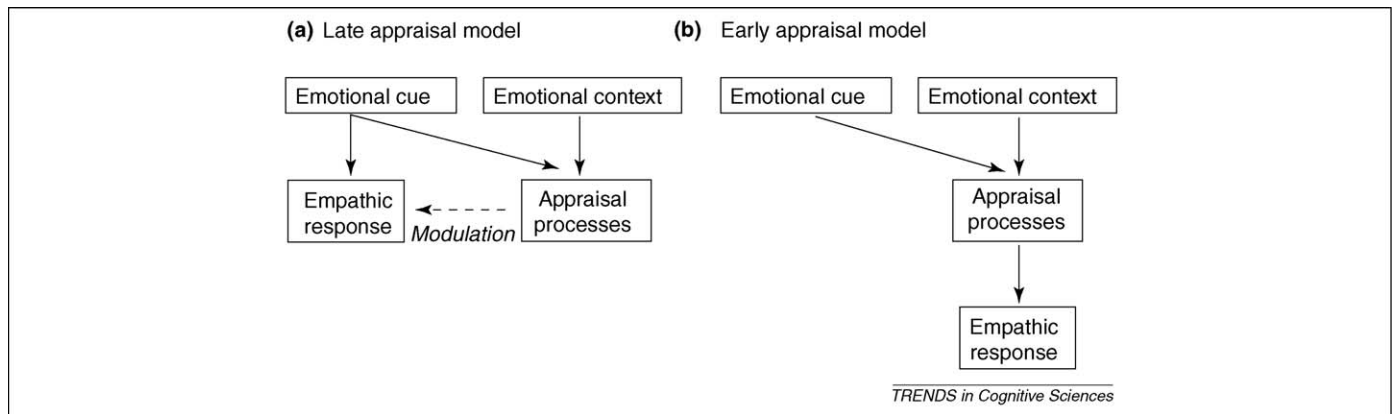 (a) Late appraisal model
Emotional cue
Emotional context
Empathic
response
Modulation
Appraisal
processes
(b) Early appraisal model
Emotional cue
Emotional context
Appraisal
processes
Empathic
response
TRENDS in Cognitive Sciences